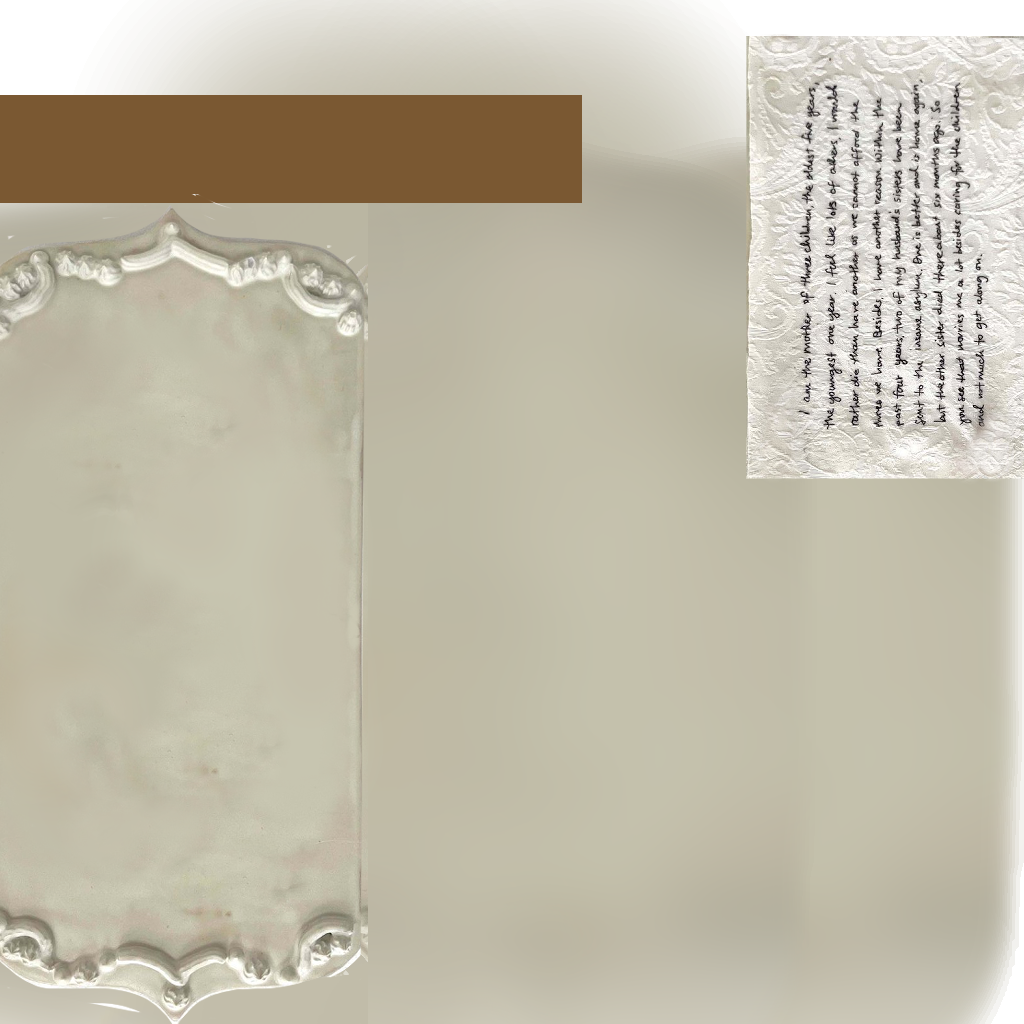 I am the mother of three children, the oldest five years,
the youngest one year. I feel like lots of others, I would
rather die than have another as we cannot afford the
three we have. Besides, I have another reason within the
past four years, two of my husband's sisters have been
sent to the insane asylum. One is better and is home again,
but the other sister died there about six months ago. So
you see that worries me a lot besides caring for the children
and not much to get along on.